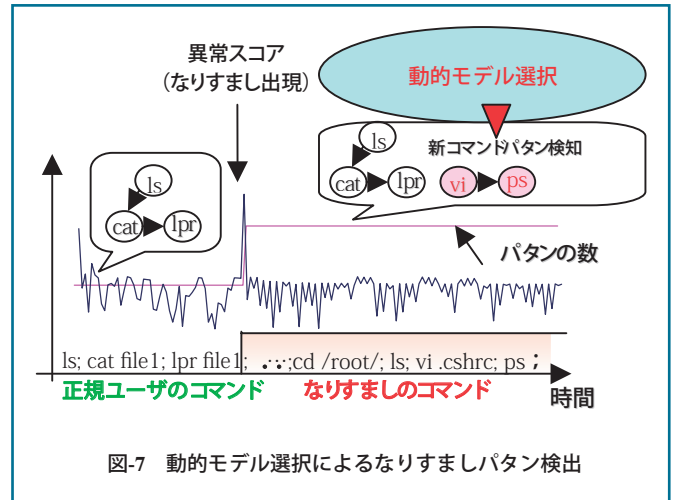 異常スコア
(なりすまし出現)
動的モデル選択
新コマンドパタン検知
ls
cat
lpr
ls
cat
lpr
vi
ps
パタンの数
ls; cat file1; lpr file1; ・・・;cd /root/; ls; vi .cshrc; ps ;
正規ユーザのコマンド
なりすましのコマンド
時間
図-7 動的モデル選択によるなりすましパタン検出